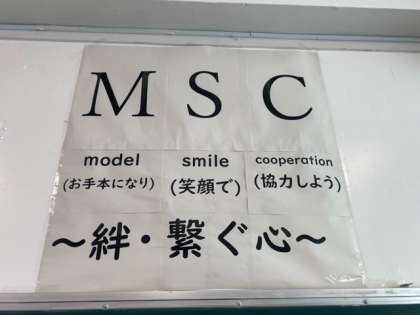 M S C
model smile cooperation
(お手本になり) (笑顔で) (協力しよう)
～絆・繋ぐ心～